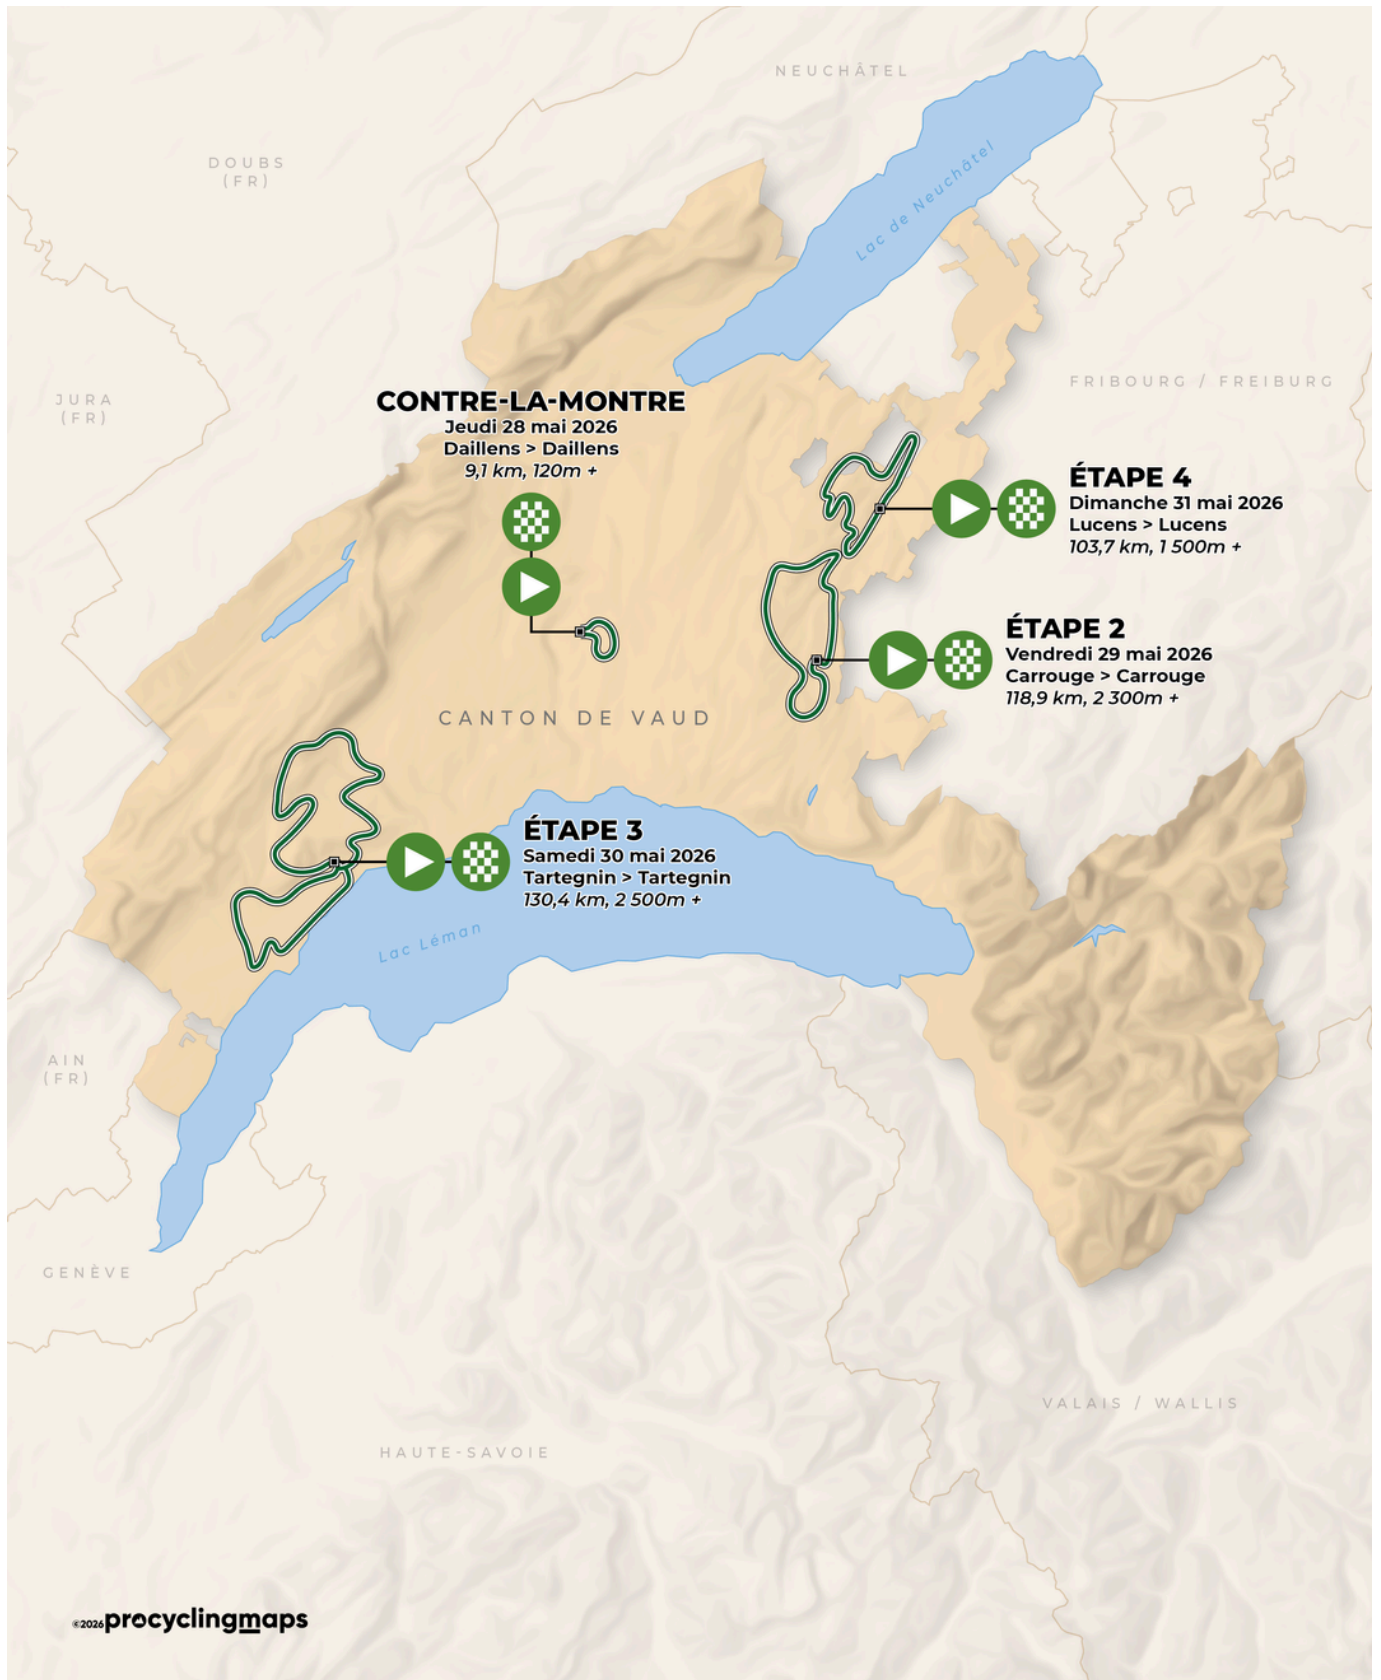 NEUCHÂTEL
DOUBS
(FR)
Lac de Neuchâtel
JURA
(FR)
FRIBOURG / FREIBURG
CONTRE-LA-MONTRE
Jeudi 28 mai 2026
Daillens > Daillens
9,1 km, 120m +
ÉTAPE 4
Dimanche 31 mai 2026
Lucens > Lucens
103,7 km, 1 500m +
ÉTAPE 2
Vendredi 29 mai 2026
Carrouge > Carrouge
118,9 km, 2 300m +
CANTON DE VAUD
ÉTAPE 3
Samedi 30 mai 2026
Tartegnin > Tartegnin
130,4 km, 2 500m +
Lac Léman
AIN
(FR)
GENÈVE
VALAIS / WALLIS
HAUTE-SAVOIE
©2026 procyclingmaps